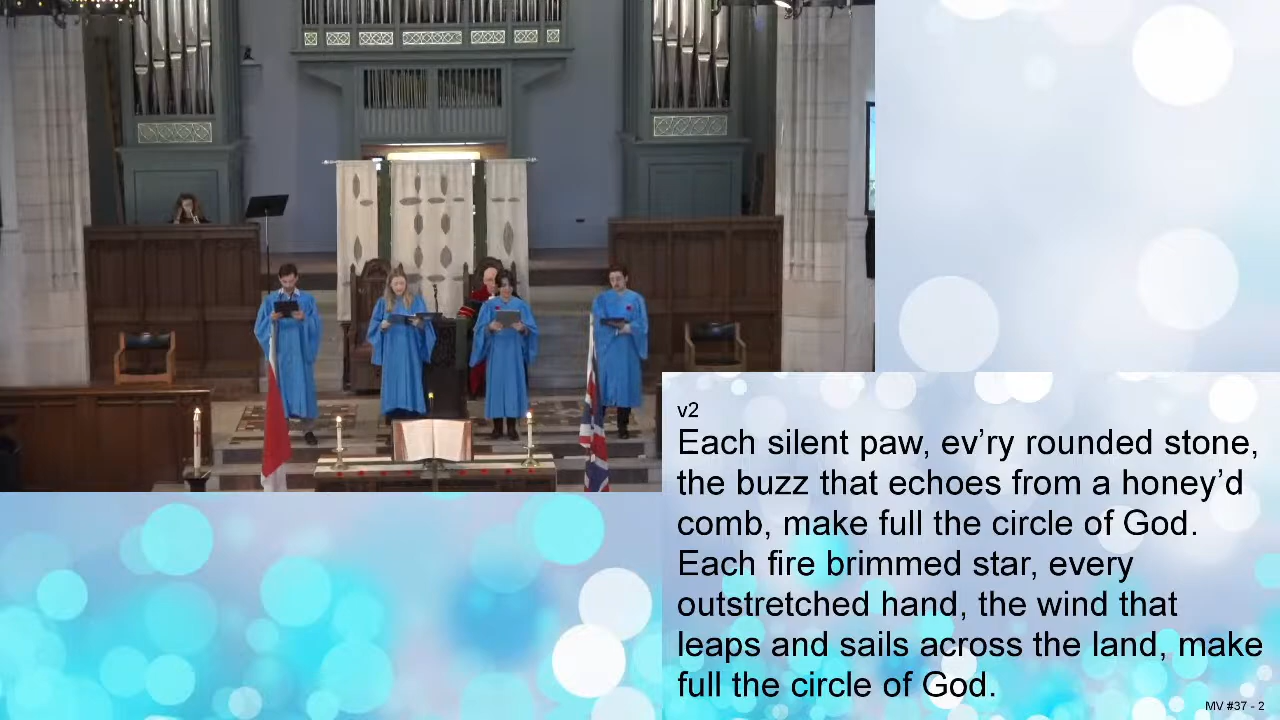 v2
Each silent paw, ev’ry rounded stone,
the buzz that echoes from a honey’d
comb, make full the circle of God.
Each fire brimmed star, every
outstretched hand, the wind that
leaps and sails across the land, make
full the circle of God.
MV #37 - 2